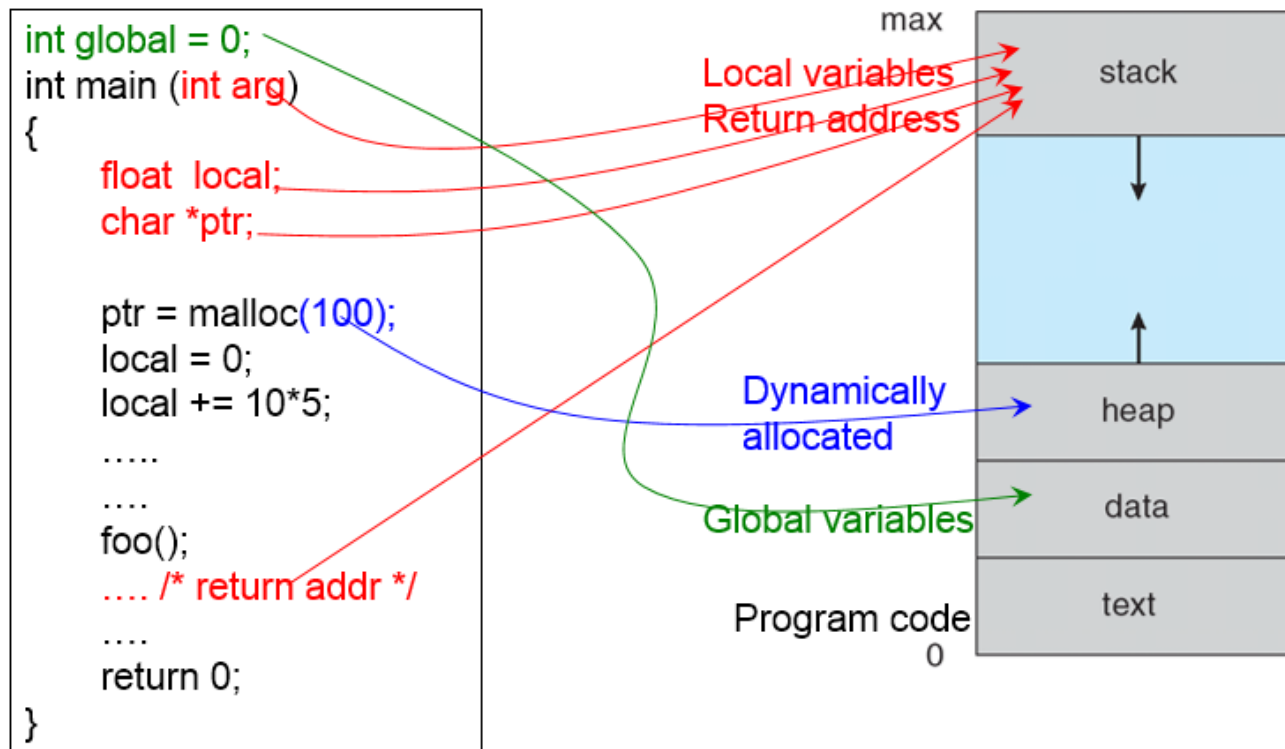 int global = 0;
int main (int arg)
{
float  local;
char *ptr;
ptr = malloc(100);
local = 0;
local += 10*5;
…..
….
foo();
…. /* return addr */
….
return 0;
}
max
Local variables
Return address
stack
Dynamically
allocated
heap
Global variables
data
Program code
text
0